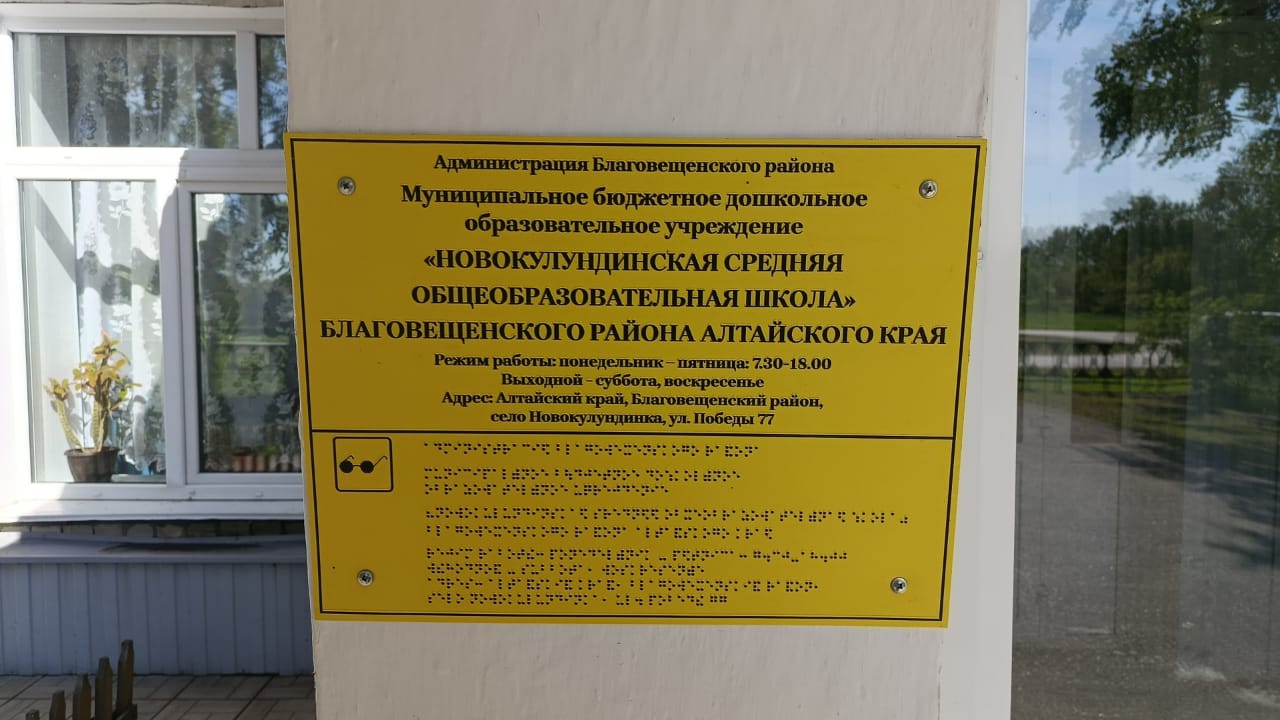 Администрация Благовещенского района
Муниципальное бюджетное дошкольное
образовательное учреждение
«НОВОКУЛУНДИНСКАЯ СРЕДНЯЯ
ОБЩЕОБРАЗОВАТЕЛЬНАЯ ШКОЛА»
БЛАГОВЕЩЕНСКОГО РАЙОНА АЛТАЙСКОГО КРАЯ
Режим работы: понедельник – пятница: 7.30-18.00
Выходной - суббота, воскресенье
Адрес: Алтайский край, Благовещенский район,
село Новокулундинка, ул. Победы 77